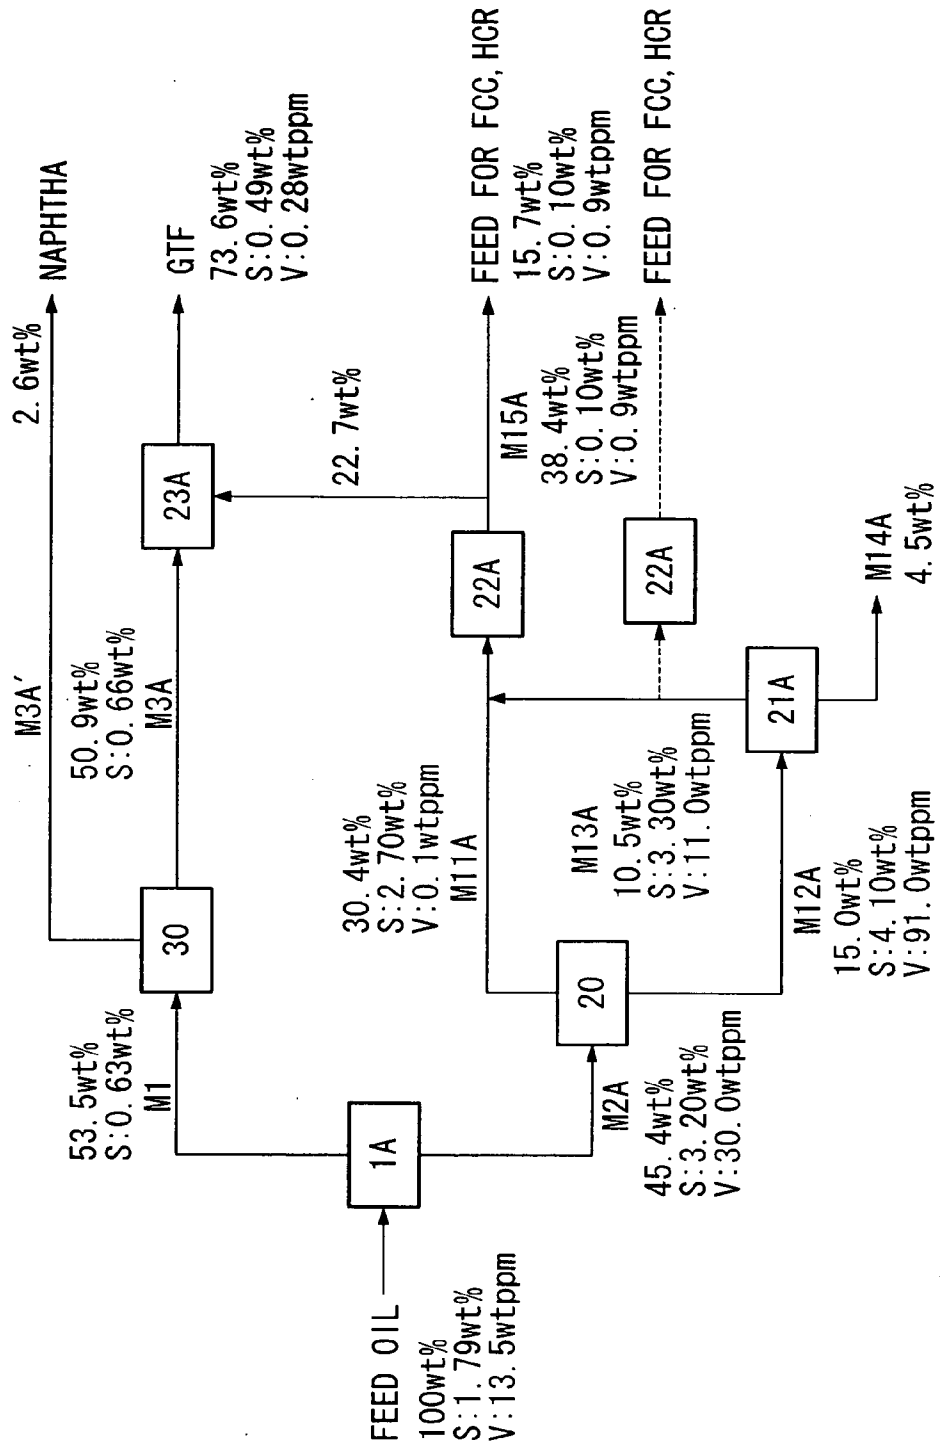 FEED OIL
100wt%
S:1.79wt%
V:13.5wtppm
1A
53.5wt%
S:0.63wt%
M1
30
M3A′
2.6wt%
NAPHTHA
50.9wt%
S:0.66wt%
M3A
23A
GTF
73.6wt%
S:0.49wt%
V:0.28wtppm
22.7wt%
M2A
45.4wt%
S:3.20wt%
V:30.0wtppm
20
30.4wt%
S:2.70wt%
V:0.1wtppm
M11A
22A
M15A
38.4wt%
S:0.10wt%
V:0.9wtppm
FEED FOR FCC, HCR
15.7wt%
S:0.10wt%
V:0.9wtppm
M13A
10.5wt%
S:3.30wt%
V:11.0wtppm
22A
FEED FOR FCC, HCR
M12A
15.0wt%
S:4.10wt%
V:91.0wtppm
21A
M14A
4.5wt%